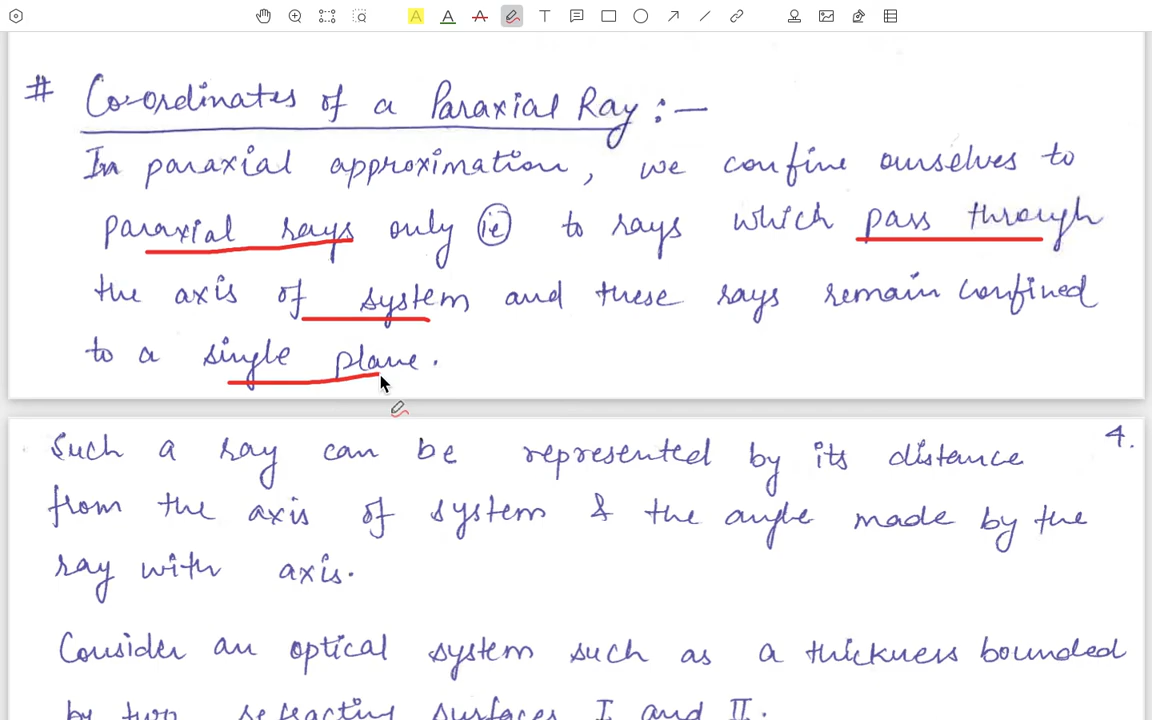 # Co-ordinates of a Paraxial Ray :—
In paraxial approximation, we confine ourselves to
paraxial rays only ie to rays which pass through
the axis of system and these rays remain confined
to a single plane.
4.
Such a ray can be represented by its distance
from the axis of system & the angle made by the
ray with axis.
Consider an optical system such as a thickness bounded
by two refracting surfaces I and II.